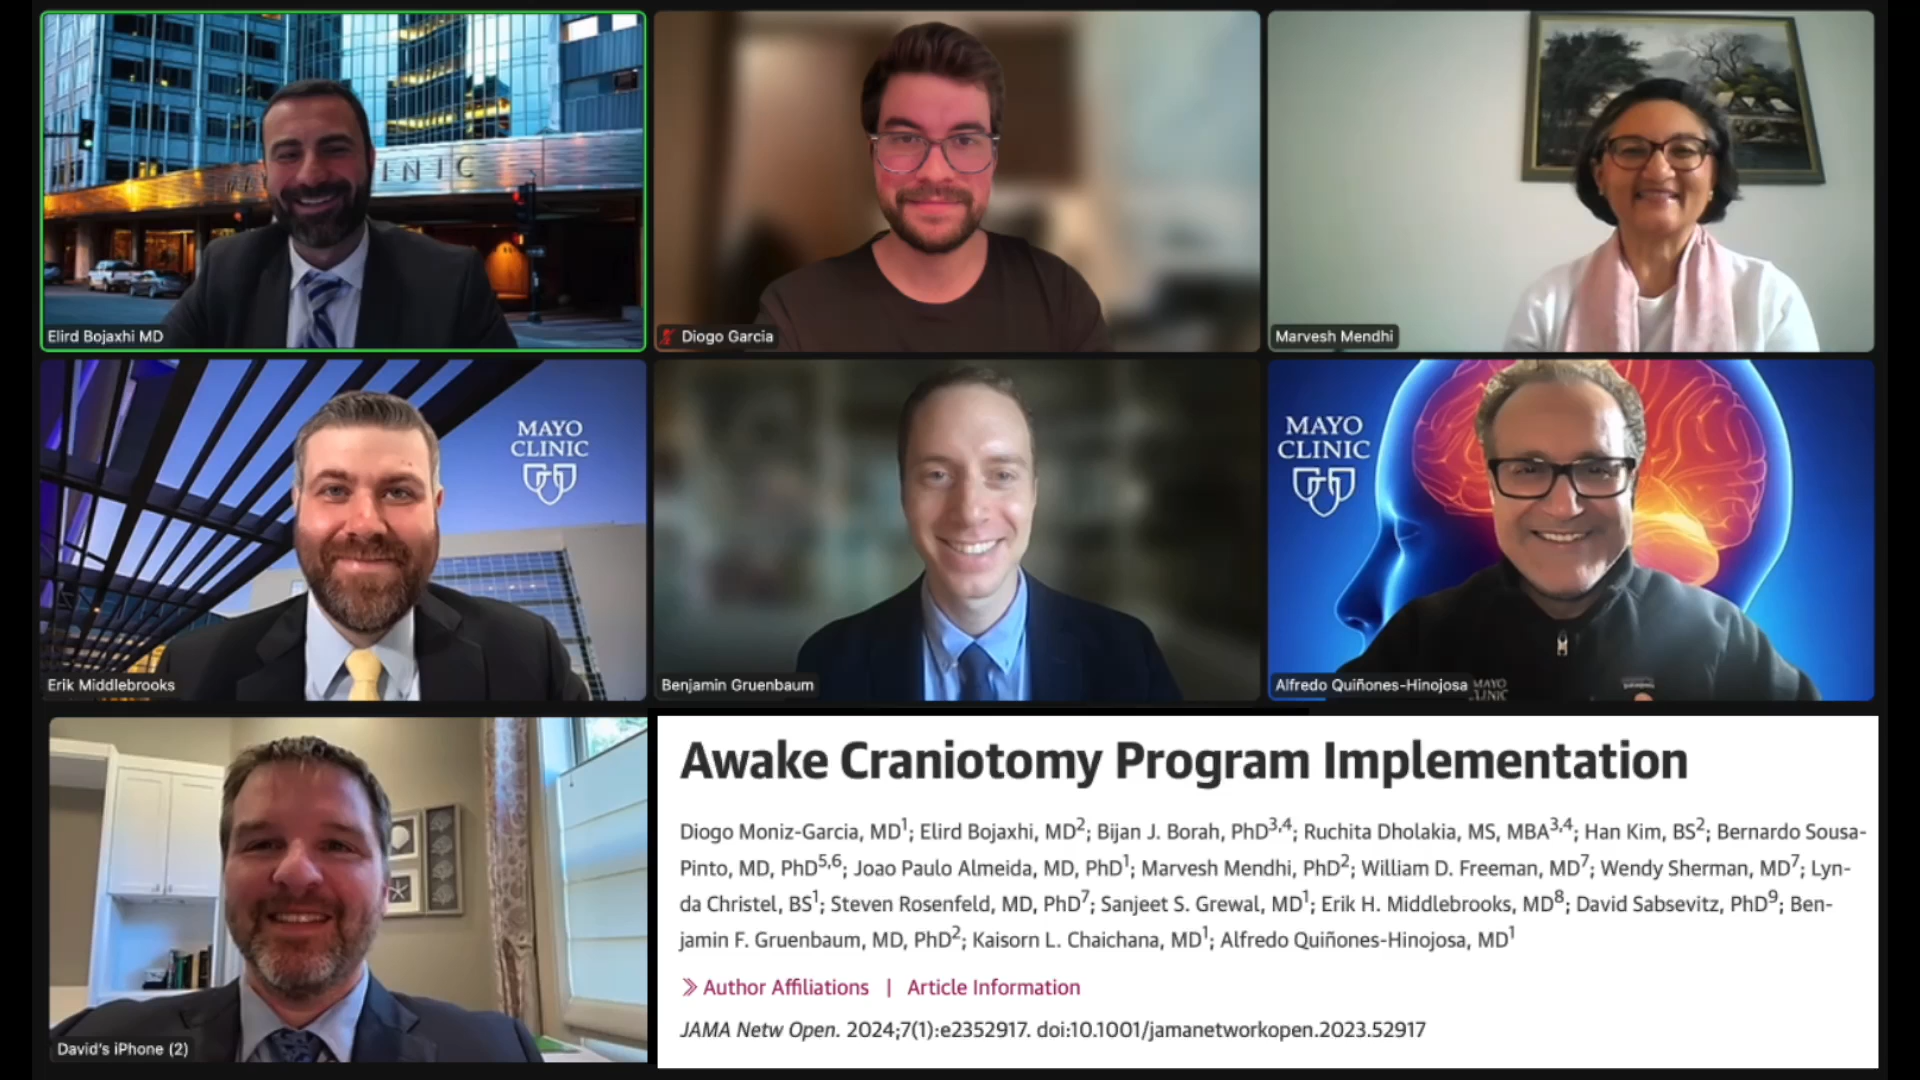 INIC
Elird Bojaxhi MD
Diogo Garcia
Marvesh Mendhi
MAYO
CLINIC
Erik Middlebrooks
Benjamin Gruenbaum
MAYO
CLINIC
Alfredo Quiñones-Hinojosa
MAYO
CLINIC
David's iPhone (2)
Awake Craniotomy Program Implementation
Diogo Moniz-Garcia, MD1; Elird Bojaxhi, MD2; Bijan J. Borah, PhD3,4; Ruchita Dholakia, MS, MBA3,4; Han Kim, BS2; Bernardo Sousa-
Pinto, MD, PhD5,6; Joao Paulo Almeida, MD, PhD1; Marvesh Mendhi, PhD2; William D. Freeman, MD7; Wendy Sherman, MD7; Lyn-
da Christel, BS1; Steven Rosenfeld, MD, PhD7; Sanjeet S. Grewal, MD1; Erik H. Middlebrooks, MD8; David Sabsevitz, PhD9; Ben-
jamin F. Gruenbaum, MD, PhD2; Kaisorn L. Chaichana, MD1; Alfredo Quiñones-Hinojosa, MD1
» Author Affiliations | Article Information
JAMA Netw Open. 2024;7(1):e2352917. doi:10.1001/jamanetworkopen.2023.52917